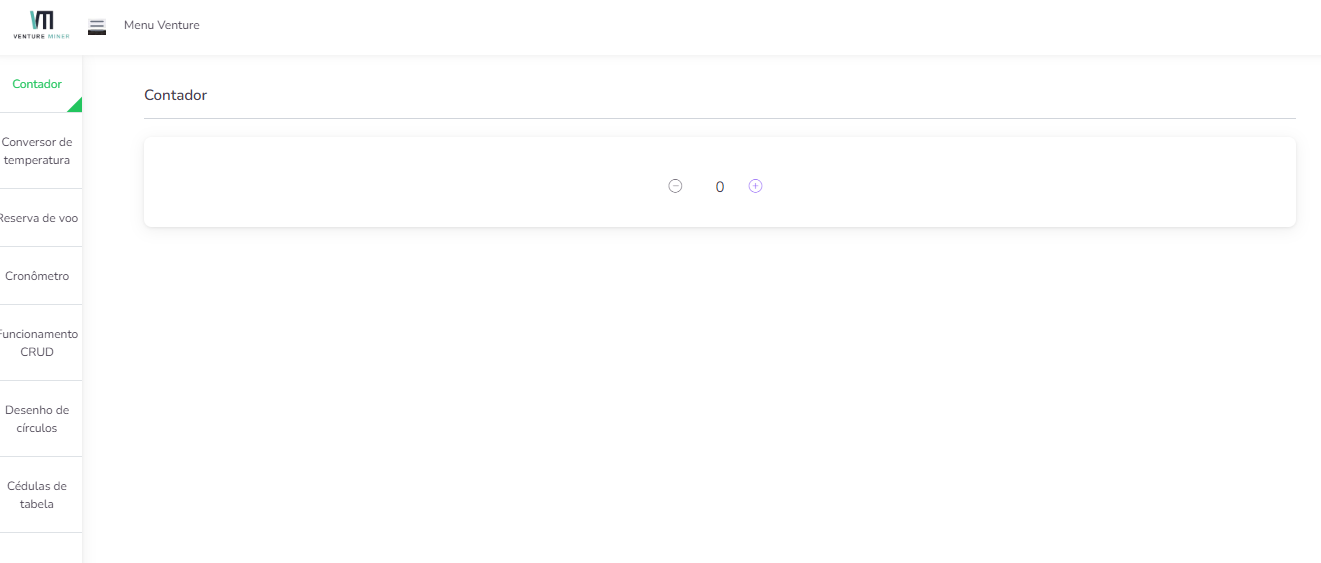 VM
VENTURE MINER
Menu Venture
Contador
Conversor de
temperatura
Reserva de voo
Cronômetro
Funcionamento
CRUD
Desenho de
círculos
Cédulas de
tabela
Contador
0